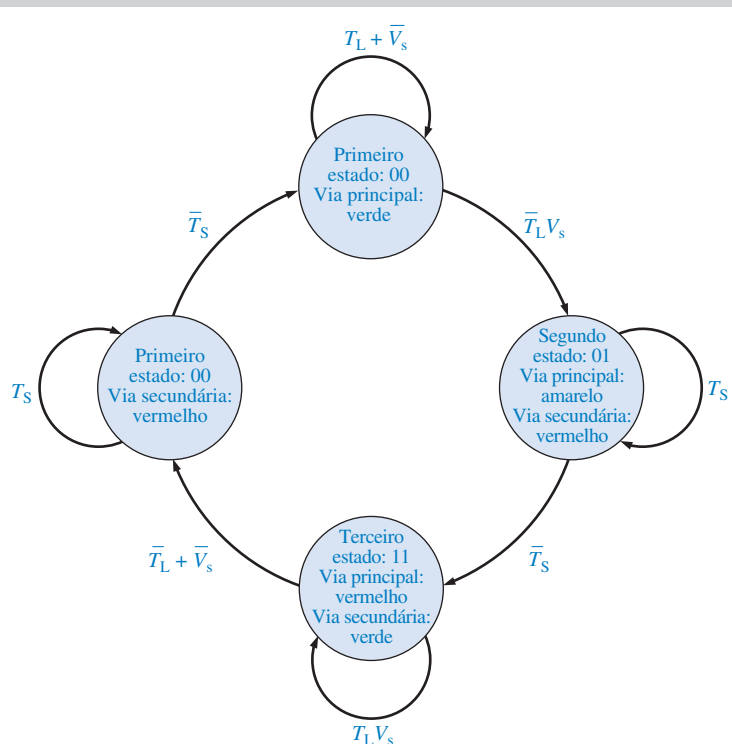 T_L + V̅_s
Primeiro
estado: 00
Via principal:
verde
T̅_S
T̅_L V_s
Primeiro
estado: 00
Via secundária:
vermelho
T_S
Segundo
estado: 01
Via principal:
amarelo
Via secundária:
vermelho
T_S
T̅_L + V̅_s
T̅_S
Terceiro
estado: 11
Via principal:
vermelho
Via secundária:
verde
T_L V_s